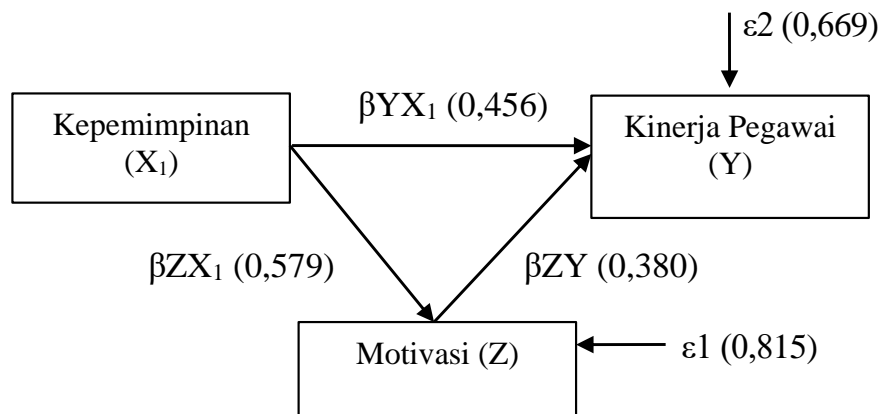 ε2 (0,669)
Kepemimpinan
(X₁)
βYX₁ (0,456)
Kinerja Pegawai
(Y)
βZX₁ (0,579)
βZY (0,380)
Motivasi (Z)
ε1 (0,815)